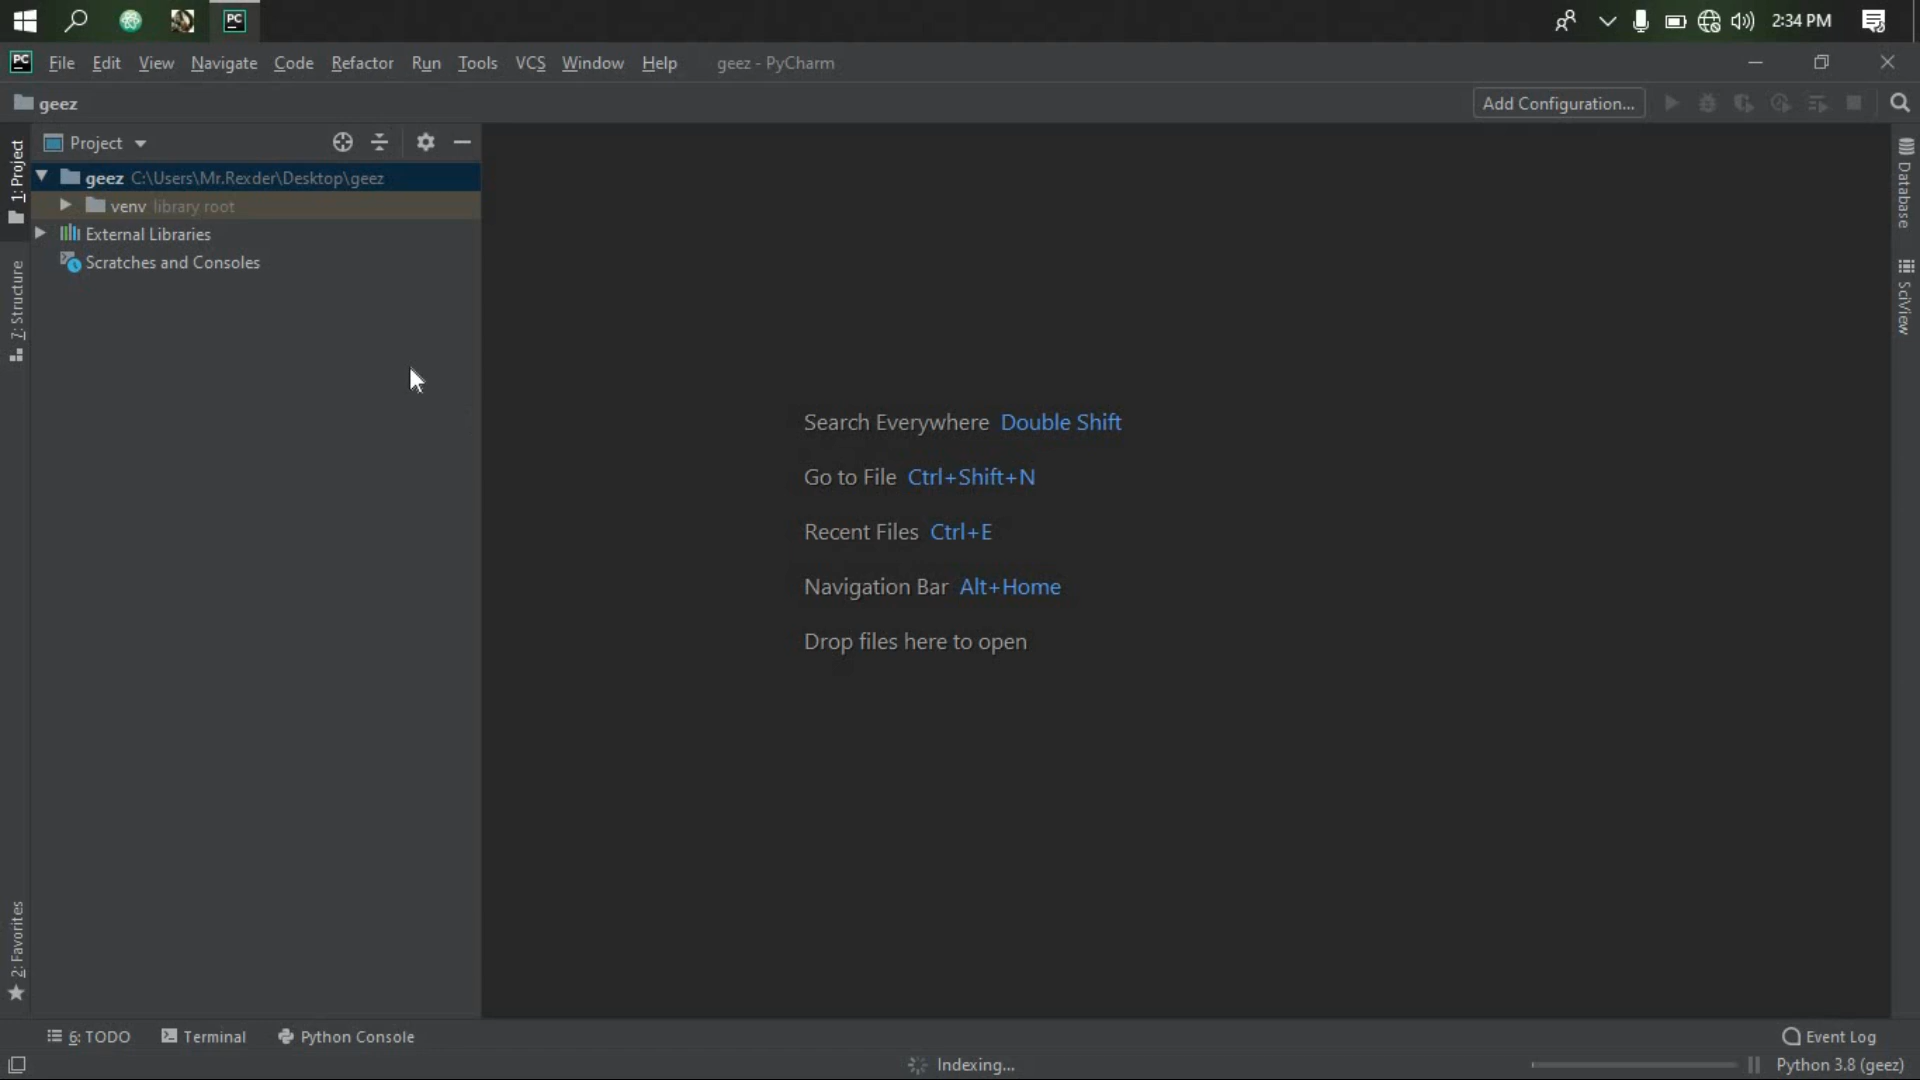 PC
2:34 PM
PC File Edit View Navigate Code Refactor Run Tools VCS Window Help geez - PyCharm
geez
Add Configuration...
1: Project
7: Structure
2: Favorites
Project
geez C:\Users\Mr.Rexder\Desktop\geez
venv library root
External Libraries
Scratches and Consoles
Search Everywhere Double Shift
Go to File Ctrl+Shift+N
Recent Files Ctrl+E
Navigation Bar Alt+Home
Drop files here to open
Database
SciView
6: TODO Terminal Python Console
Event Log
Indexing...
Python 3.8 (geez)